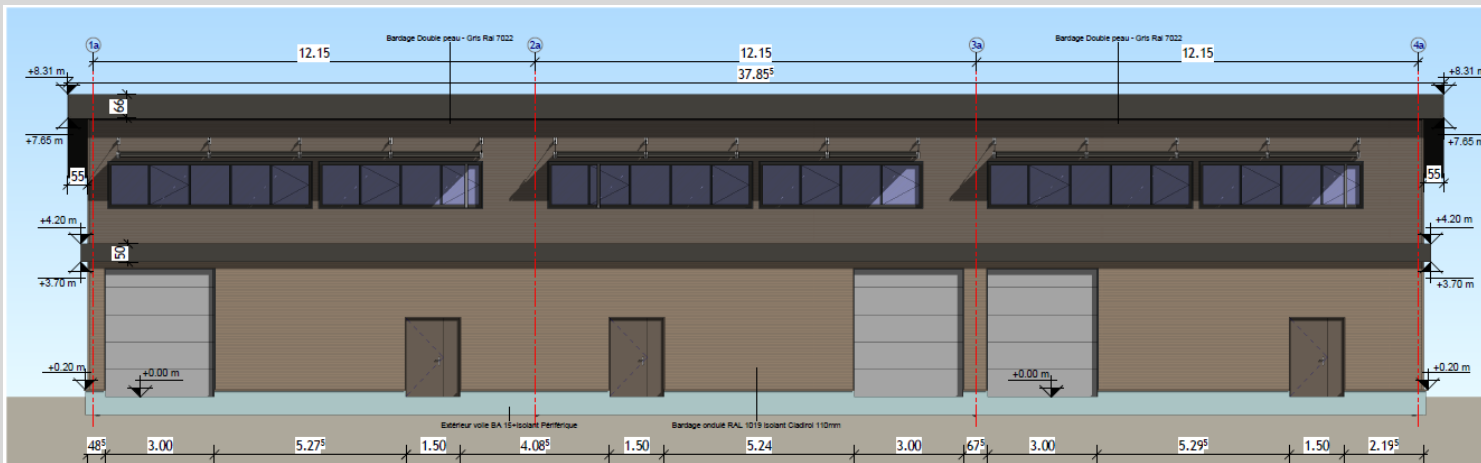 1a 2a 3a 4a
Bardage Double peau - Gris Ral 7022 Bardage Double peau - Gris Ral 7022
12.15 12.15 12.15
37.85⁵
+8.31 m +8.31 m
66
+7.65 m +7.65 m
55 55
+4.20 m +4.20 m
50
+3.70 m +3.70 m
+0.20 m +0.00 m +0.00 m +0.20 m
Extérieur voile BA 15+Isolant Périférique Bardage ondulé RAL 1019 Isolant Cladirol 110mm
48⁵ 3.00 5.27⁵ 1.50 4.08⁵ 1.50 5.24 3.00 67⁵ 3.00 5.29⁵ 1.50 2.19⁵